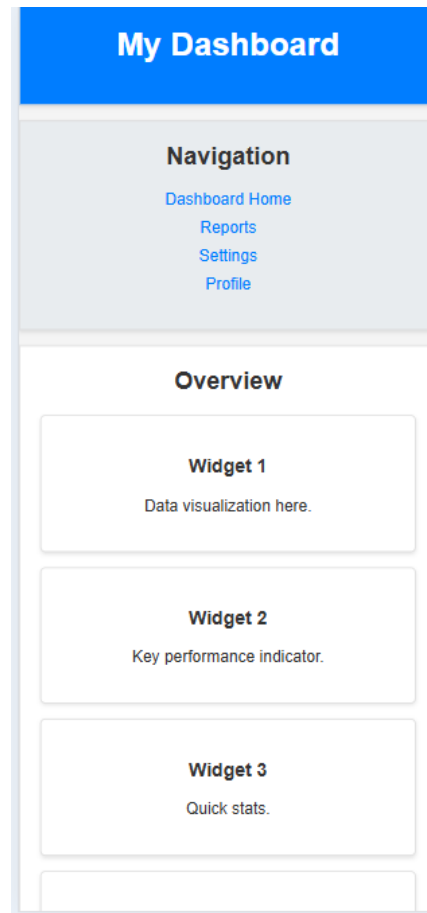 My Dashboard
Navigation
Dashboard Home
Reports
Settings
Profile
Overview
Widget 1
Data visualization here.
Widget 2
Key performance indicator.
Widget 3
Quick stats.